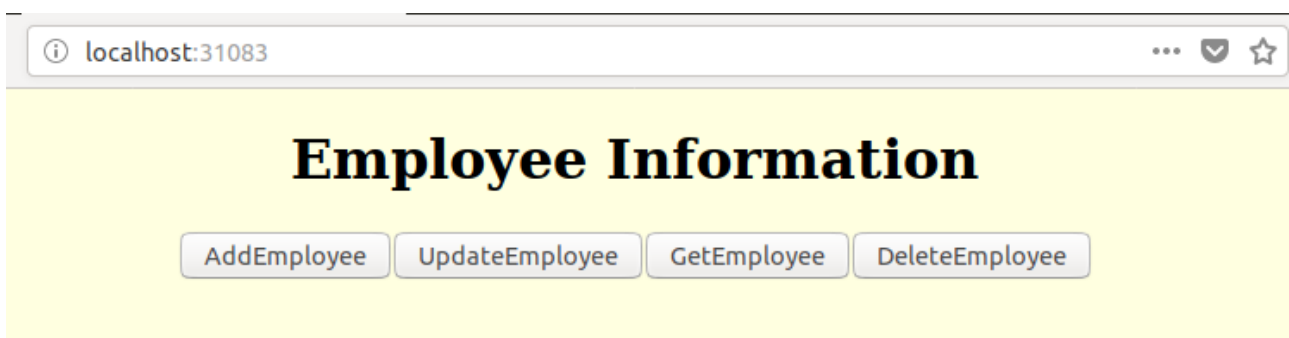 localhost:31083
Employee Information
AddEmployee UpdateEmployee GetEmployee DeleteEmployee